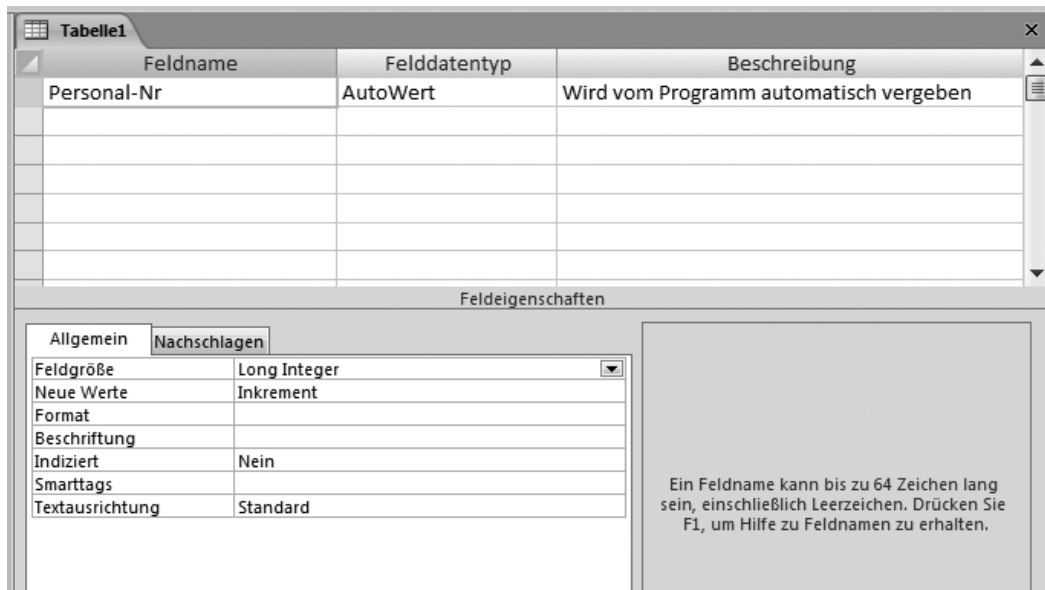 Tabelle1
Feldname Felddatentyp Beschreibung
Personal-Nr AutoWert Wird vom Programm automatisch vergeben
Feldeigenschaften
Allgemein Nachschlagen
Feldgröße Long Integer
Neue Werte Inkrement
Format
Beschriftung
Indiziert Nein
Smarttags
Textausrichtung Standard
Ein Feldname kann bis zu 64 Zeichen lang
sein, einschließlich Leerzeichen. Drücken Sie
F1, um Hilfe zu Feldnamen zu erhalten.